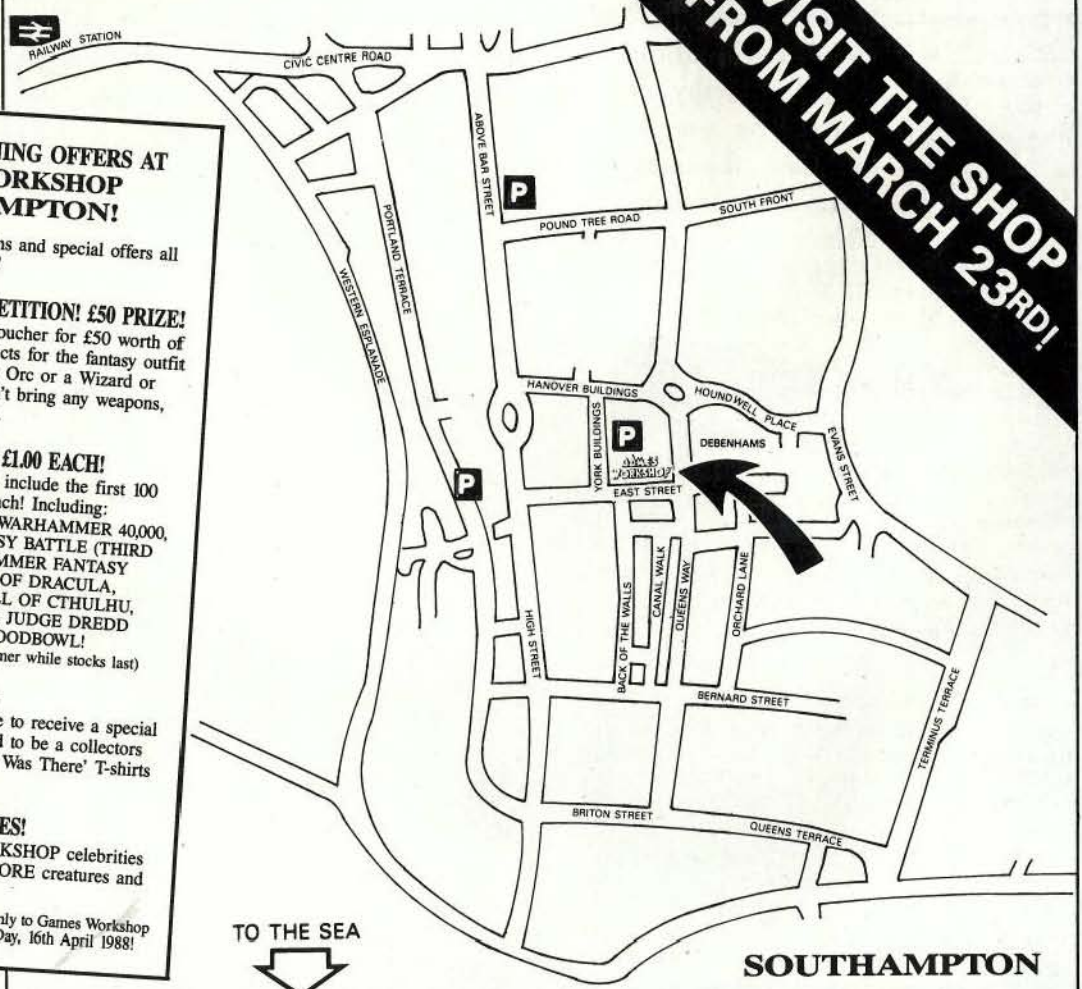 VISIT THE SHOP
FROM MARCH 23RD!
RAILWAY STATION
CIVIC CENTRE ROAD
ABOVE BAR STREET
P
POUND TREE ROAD
SOUTH FRONT
PORTLAND TERRACE
WESTERN ESPLANADE
HANOVER BUILDINGS
HOUNDWELL PLACE
YORK BUILDINGS
P
DEBENHAMS
EVANS STREET
GAMES
WORKSHOP
EAST STREET
P
BACK OF THE WALLS
CANAL WALK
QUEENS WAY
ORCHARD LANE
HIGH STREET
BERNARD STREET
TERMINUS TERRACE
BRITON STREET
QUEENS TERRACE
TO THE SEA
SOUTHAMPTON
NING OFFERS AT
ORKSHOP
MPTON!
ns and special offers all
ETITION! £50 PRIZE!
oucher for £50 worth of
cts for the fantasy outfit
Orc or a Wizard or
't bring any weapons,
£1.00 EACH!
include the first 100
ch! Including:
WARHAMMER 40,000,
SY BATTLE (THIRD
MMER FANTASY
OF DRACULA,
L OF CTHULHU,
JUDGE DREDD
OODBOWL!
mer while stocks last)
e to receive a special
d to be a collectors
Was There' T-shirts
ES!
KSHOP celebrities
ORE creatures and
nly to Games Workshop
Day, 16th April 1988!